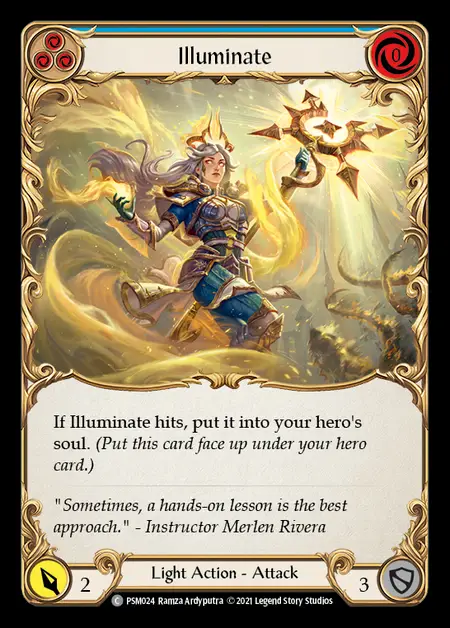 Illuminate
0
If Illuminate hits, put it into your hero's
soul. (Put this card face up under your hero
card.)
"Sometimes, a hands-on lesson is the best
approach." - Instructor Merlen Rivera
2
Light Action - Attack
3
C PSM024 Ramza Ardyputra © 2021 Legend Story Studios